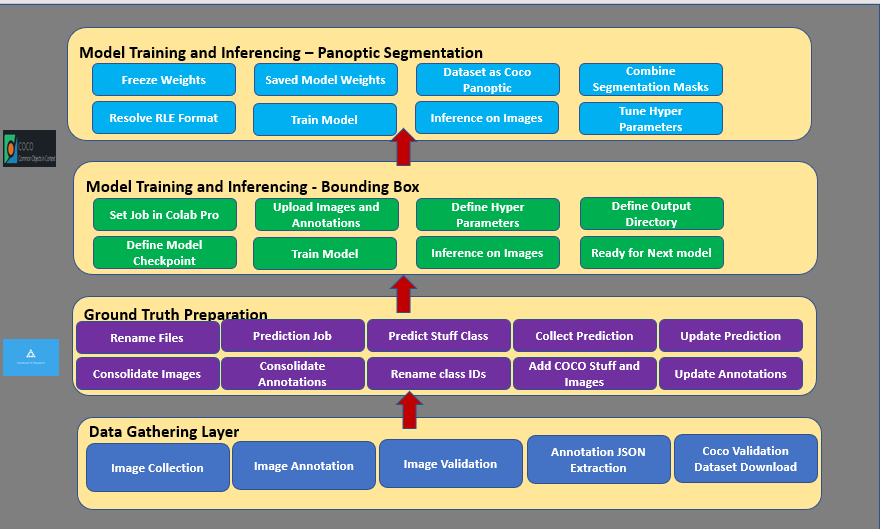 Model Training and Inferencing – Panoptic Segmentation
Freeze Weights
Saved Model Weights
Dataset as Coco
Panoptic
Combine
Segmentation Masks
Resolve RLE Format
Train Model
Inference on Images
Tune Hyper
Parameters
COCO
Common Objects in Context
Model Training and Inferencing - Bounding Box
Set Job in Colab Pro
Upload Images and
Annotations
Define Hyper
Parameters
Define Output
Directory
Define Model
Checkpoint
Train Model
Inference on Images
Ready for Next model
Ground Truth Preparation
Rename Files
Prediction Job
Predict Stuff Class
Collect Prediction
Update Prediction
Consolidate Images
Consolidate
Annotations
Rename class IDs
Add COCO Stuff and
Images
Update Annotations
Data Gathering Layer
Image Collection
Image Annotation
Image Validation
Annotation JSON
Extraction
Coco Validation
Dataset Download